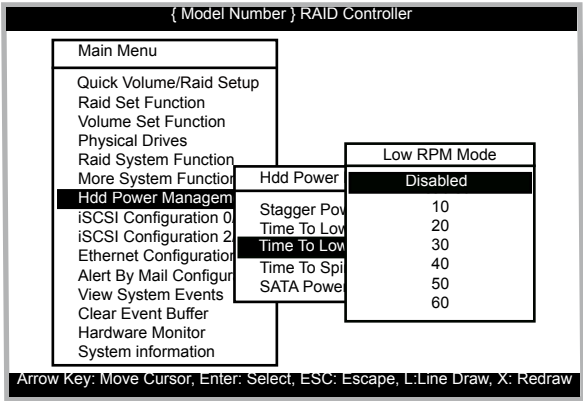 { Model Number } RAID Controller
Main Menu
Quick Volume/Raid Setup
Raid Set Function
Volume Set Function
Physical Drives
Raid System Function
More System Function
Hdd Power Managem
iSCSI Configuration 0
iSCSI Configuration 2
Ethernet Configuration
Alert By Mail Configur
View System Events
Clear Event Buffer
Hardware Monitor
System information
Hdd Power
Stagger Pow
Time To Low
Time To Low
Time To Spi
SATA Power
Low RPM Mode
Disabled
10
20
30
40
50
60
Arrow Key: Move Cursor, Enter: Select, ESC: Escape, L:Line Draw, X: Redraw